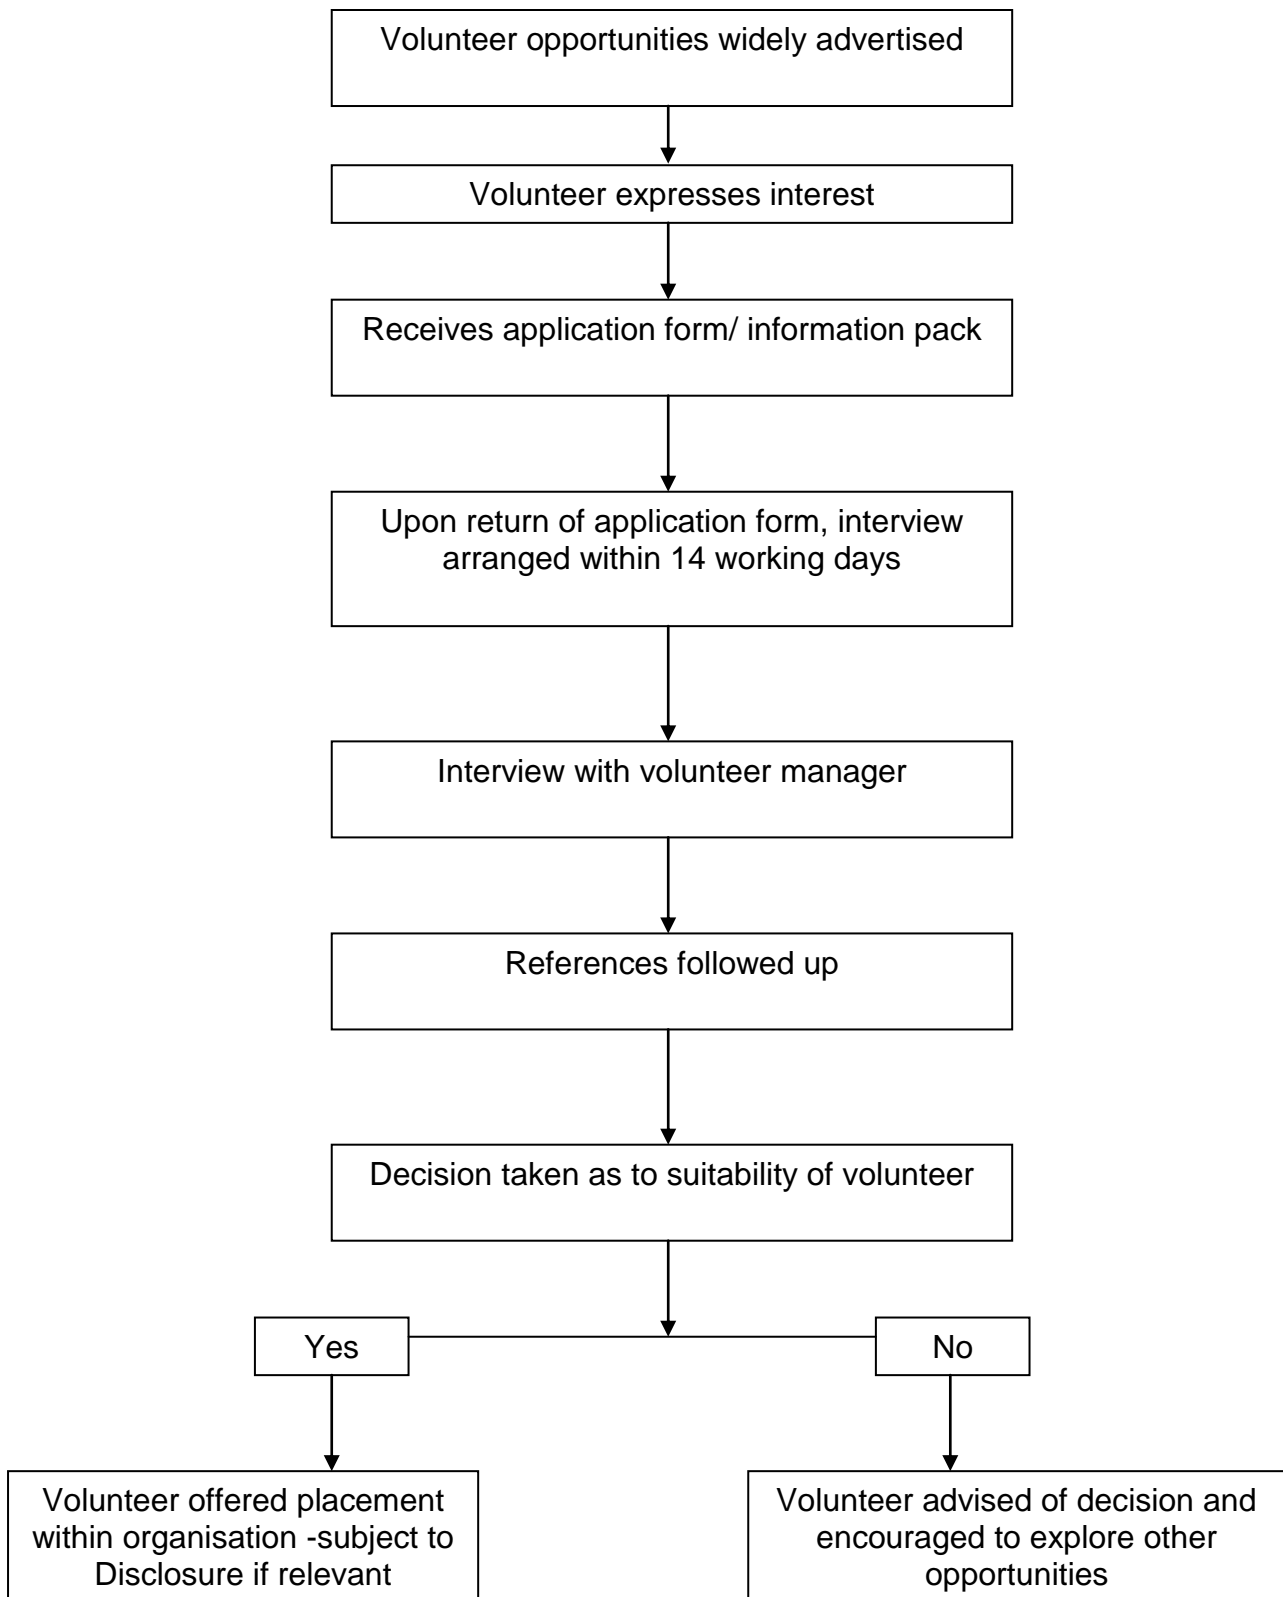 Volunteer opportunities widely advertised
Volunteer expresses interest
Receives application form/ information pack
Upon return of application form, interview
arranged within 14 working days
Interview with volunteer manager
References followed up
Decision taken as to suitability of volunteer
Yes
No
Volunteer offered placement
within organisation -subject to
Disclosure if relevant
Volunteer advised of decision and
encouraged to explore other
opportunities